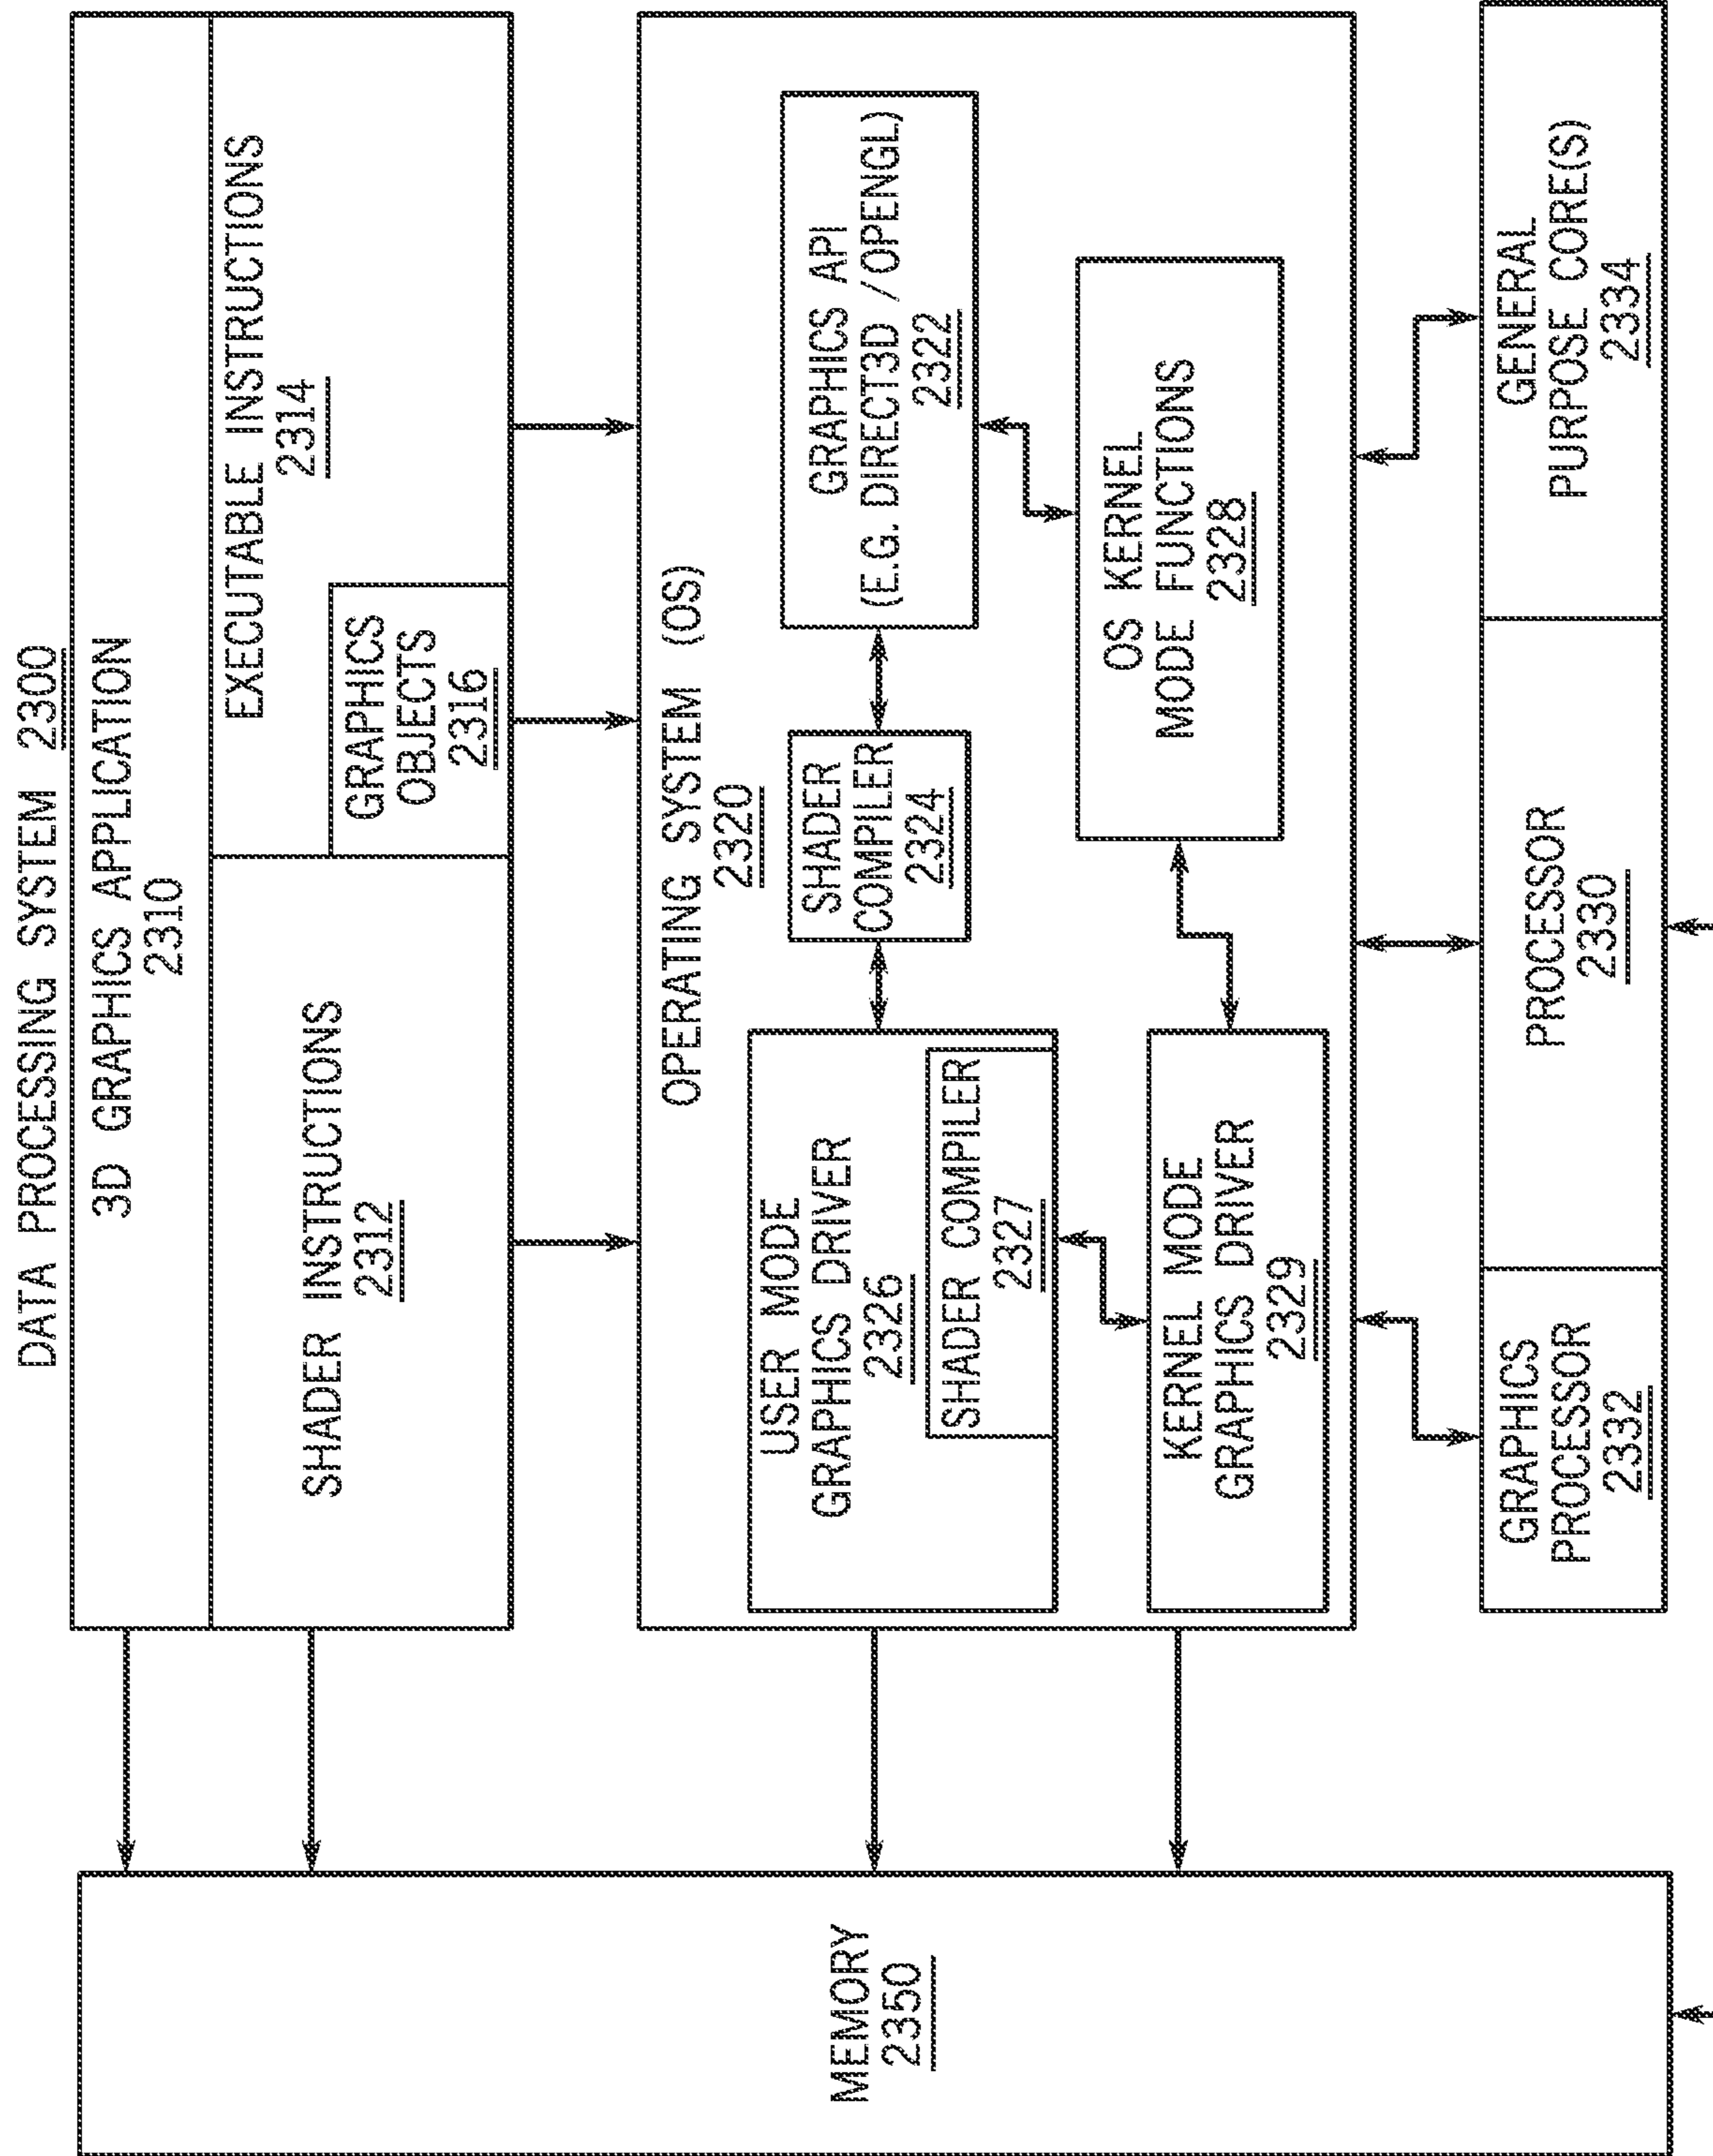 DATA PROCESSING SYSTEM 2300
3D GRAPHICS APPLICATION
2310
SHADER INSTRUCTIONS
2312
EXECUTABLE INSTRUCTIONS
2314
GRAPHICS
OBJECTS
2316
OPERATING SYSTEM (OS)
2320
USER MODE
GRAPHICS DRIVER
2326
SHADER COMPILER
2327
SHADER
COMPILER
2324
GRAPHICS API
(E.G. DIRECT3D /OPENGL)
2322
KERNEL MODE
GRAPHICS DRIVER
2329
OS KERNEL
MODE FUNCTIONS
2328
GRAPHICS
PROCESSOR
2332
PROCESSOR
2330
GENERAL
PURPOSE CORE(S)
2334
MEMORY
2350